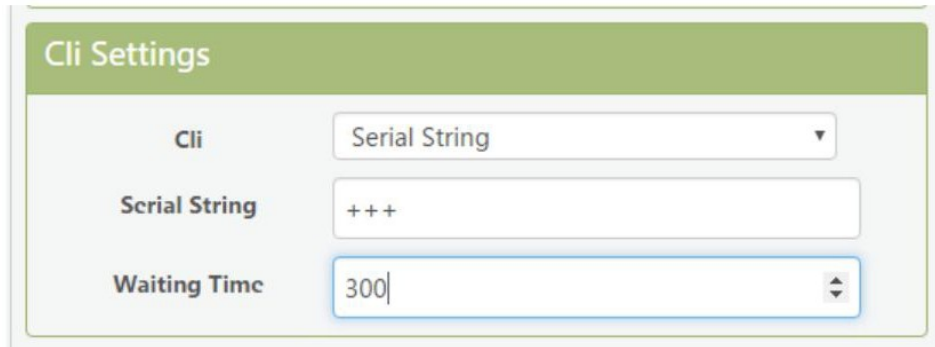 Cli Settings
Cli Serial String
Serial String +++
Waiting Time 300